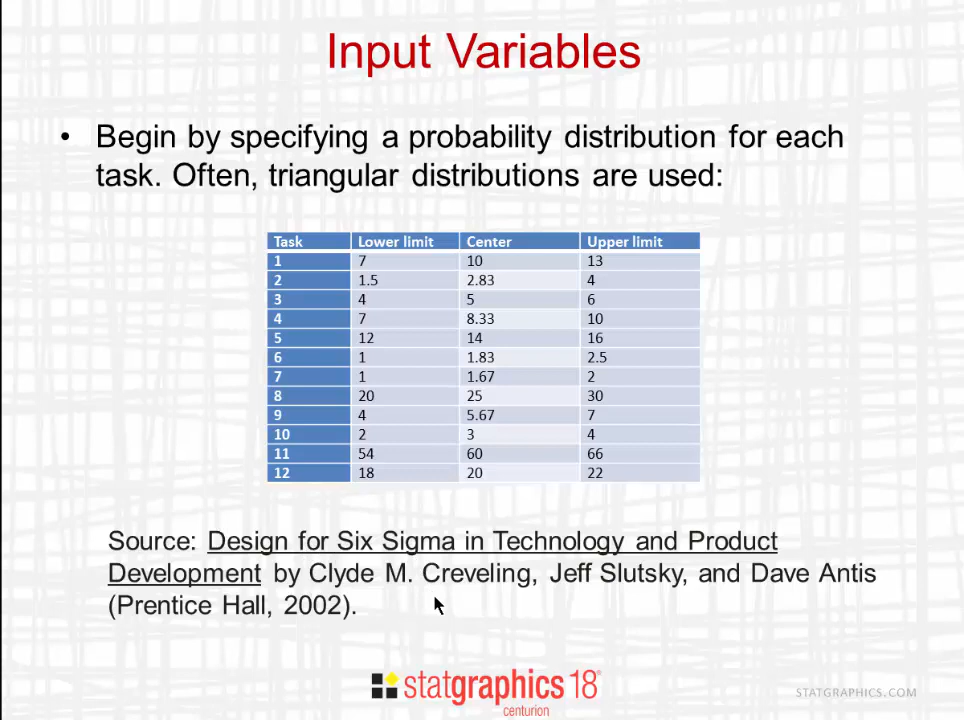 Input Variables
• Begin by specifying a probability distribution for each
task. Often, triangular distributions are used:
Task Lower limit Center Upper limit
1 7 10 13
2 1.5 2.83 4
3 4 5 6
4 7 8.33 10
5 12 14 16
6 1 1.83 2.5
7 1 1.67 2
8 20 25 30
9 4 5.67 7
10 2 3 4
11 54 60 66
12 18 20 22
Source: Design for Six Sigma in Technology and Product
Development by Clyde M. Creveling, Jeff Slutsky, and Dave Antis
(Prentice Hall, 2002).
statgraphics 18®
centurion
STATGRAPHICS.COM